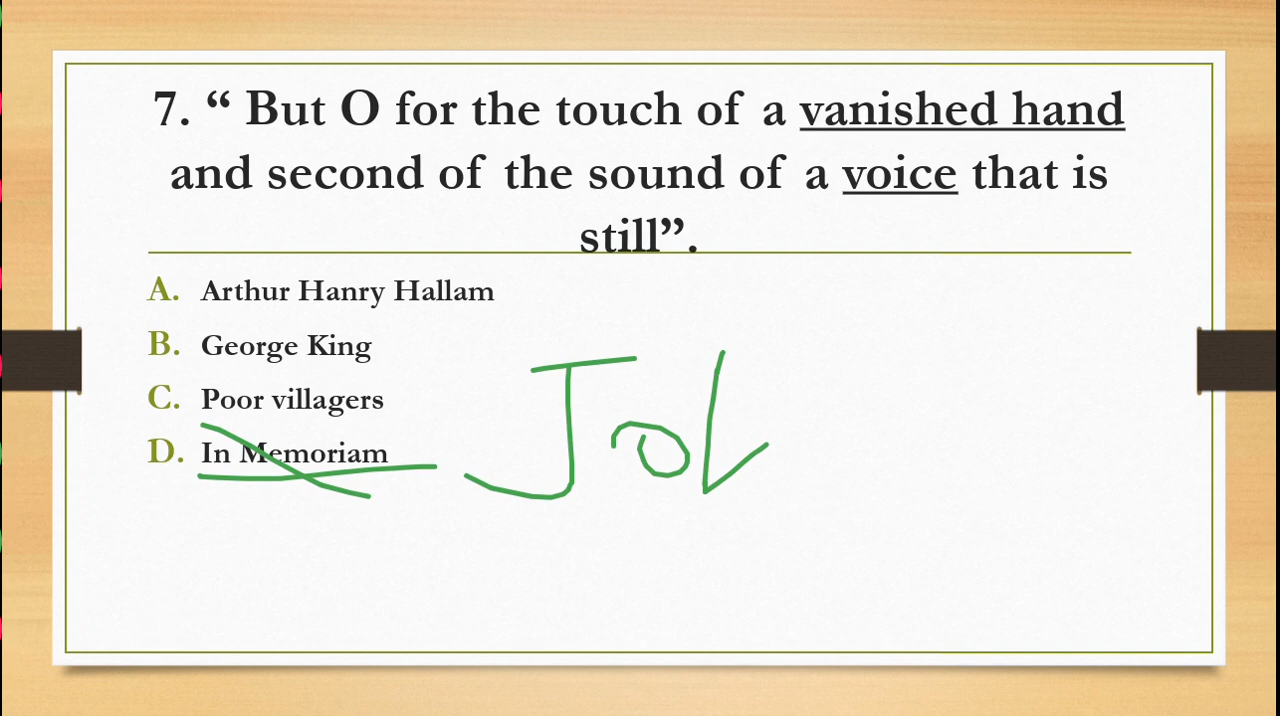 7. “ But O for the touch of a vanished hand
and second of the sound of a voice that is
still”.
A. Arthur Hanry Hallam
B. George King
C. Poor villagers
D. In Memoriam